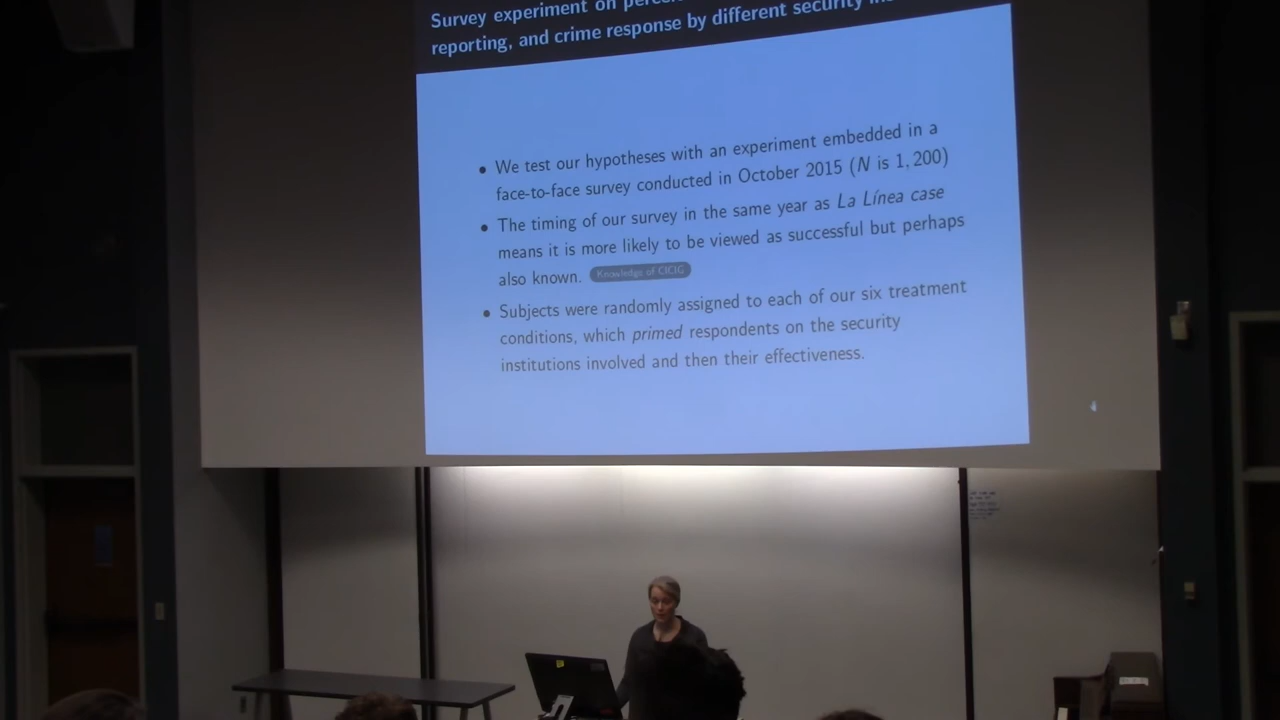 Survey experiment on
reporting, and crime response by different security
• We test our hypotheses with an experiment embedded in a
face-to-face survey conducted in October 2015 (N is 1, 200)
• The timing of our survey in the same year as La Línea case
means it is more likely to be viewed as successful but perhaps
also known. Knowledge of CICIG
• Subjects were randomly assigned to each of our six treatment
conditions, which primed respondents on the security
institutions involved and then their effectiveness.